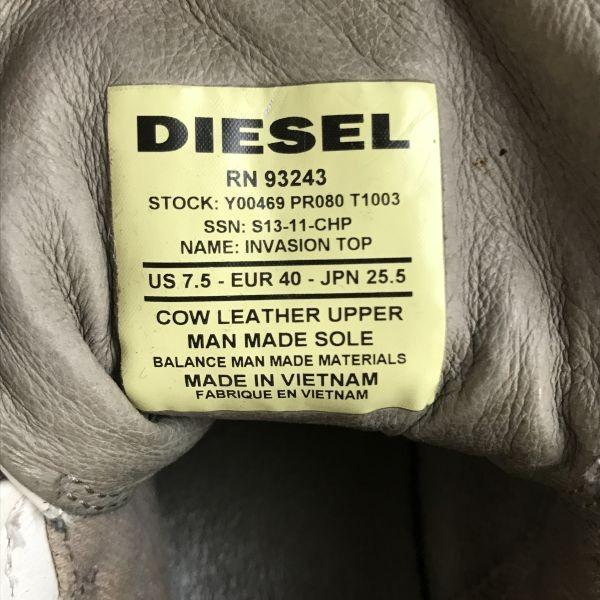 DIESEL
RN 93243
STOCK: Y00469 PR080 T1003
SSN: S13-11-CHP
NAME: INVASION TOP
US 7.5 - EUR 40 - JPN 25.5
COW LEATHER UPPER
MAN MADE SOLE
BALANCE MAN MADE MATERIALS
MADE IN VIETNAM
FABRIQUE EN VIETNAM